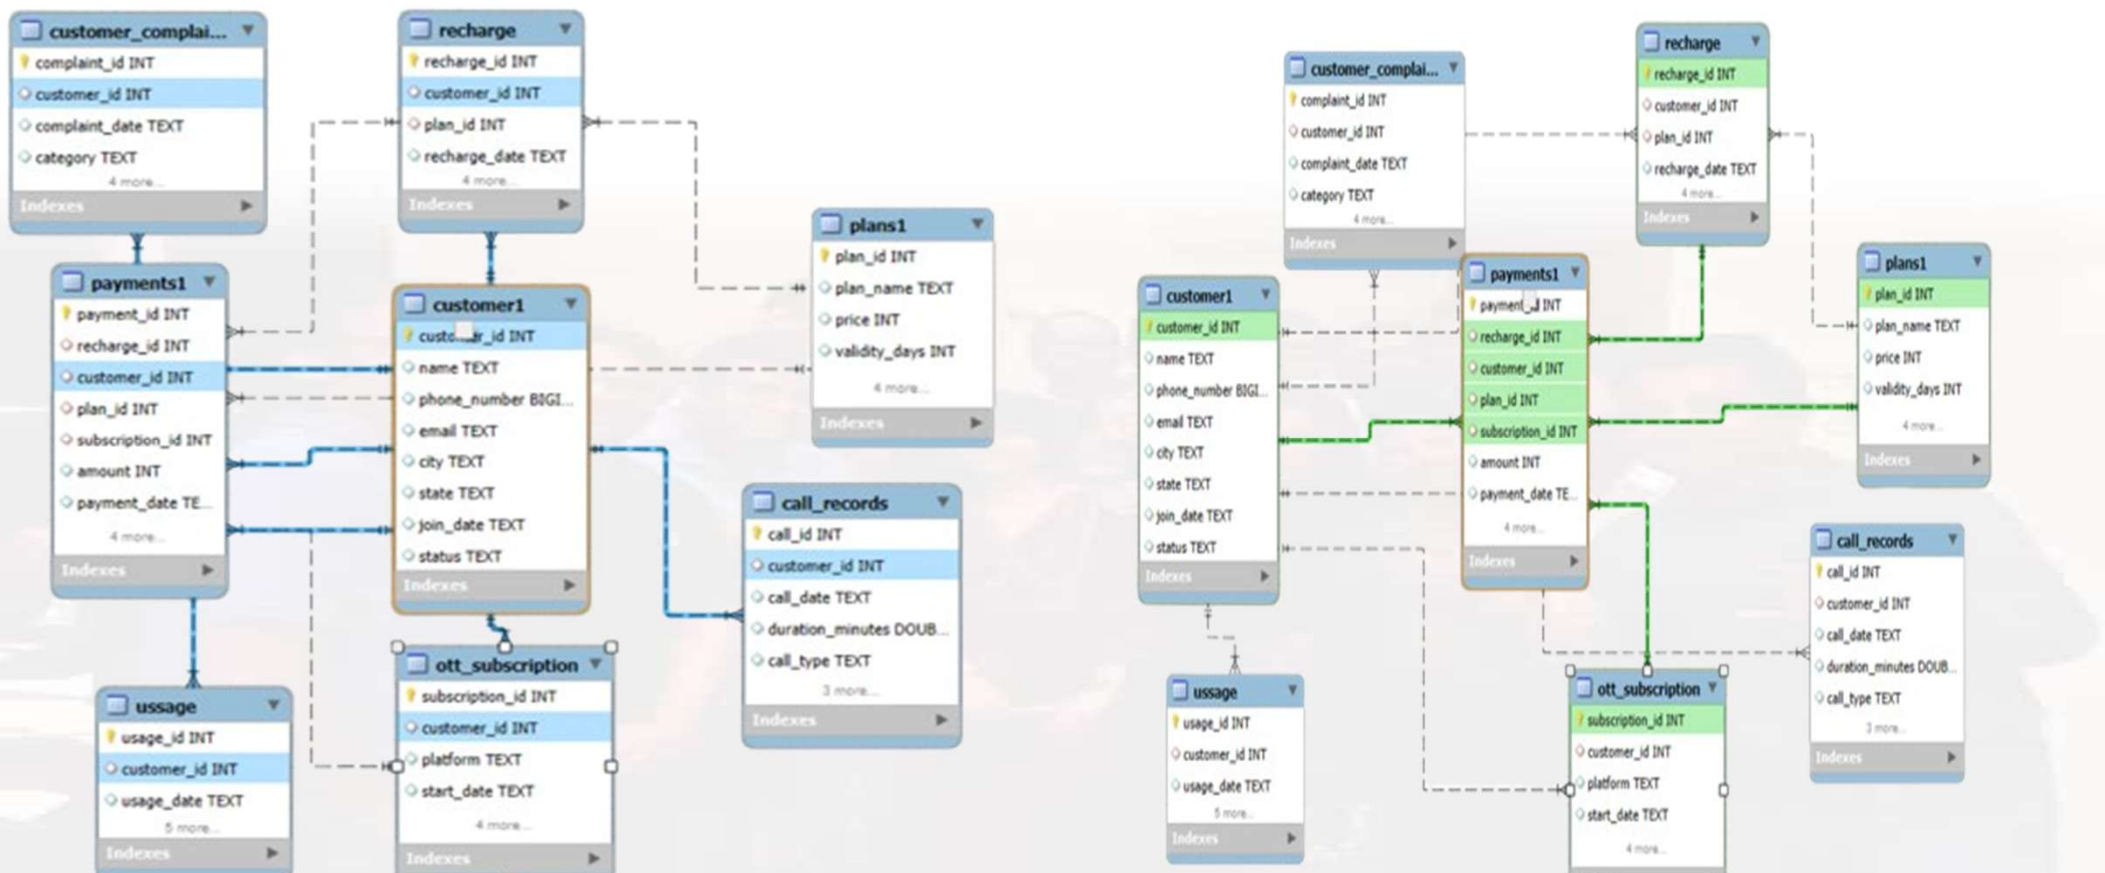 customer_complai...
complaint_id INT
customer_id INT
complaint_date TEXT
category TEXT
4 more...
Indexes
recharge
recharge_id INT
customer_id INT
plan_id INT
recharge_date TEXT
4 more...
Indexes
plans1
plan_id INT
plan_name TEXT
price INT
validity_days INT
4 more...
Indexes
payments1
payment_id INT
recharge_id INT
customer_id INT
plan_id INT
subscription_id INT
amount INT
payment_date TE...
4 more...
Indexes
customer1
name TEXT
phone_number BIGI...
email TEXT
city TEXT
state TEXT
join_date TEXT
status TEXT
Indexes
call_records
call_id INT
customer_id INT
call_date TEXT
duration_minutes DOUB...
call_type TEXT
3 more...
Indexes
ussage
usage_id INT
customer_id INT
usage_date TEXT
5 more...
Indexes
ott_subscription
subscription_id INT
customer_id INT
platform TEXT
start_date TEXT
4 more...
Indexes
customer_complai...
complaint_id INT
customer_id INT
complaint_date TEXT
category TEXT
4 more...
Indexes
recharge
recharge_id INT
customer_id INT
plan_id INT
recharge_date TEXT
4 more...
Indexes
customer1
customer_id INT
name TEXT
phone_number BIGI...
email TEXT
city TEXT
state TEXT
join_date TEXT
status TEXT
Indexes
payments1
recharge_id INT
customer_id INT
plan_id INT
subscription_id INT
amount INT
payment_date TE...
4 more...
Indexes
plans1
plan_id INT
plan_name TEXT
price INT
validity_days INT
4 more...
Indexes
call_records
call_id INT
customer_id INT
call_date TEXT
duration_minutes DOUB...
call_type TEXT
3 more...
Indexes
ussage
usage_id INT
customer_id INT
usage_date TEXT
5 more...
Indexes
ott_subscription
subscription_id INT
customer_id INT
platform TEXT
start_date TEXT
4 more...